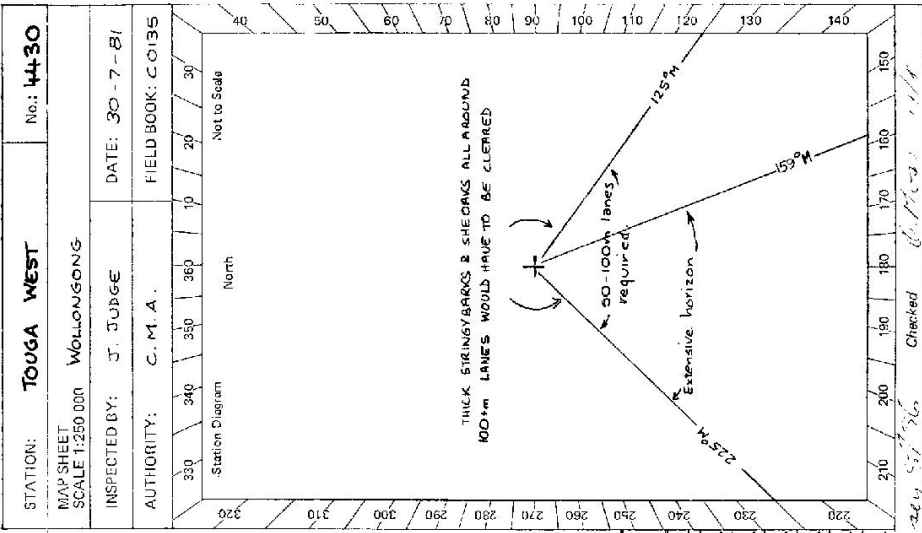 STATION: TOUGA WEST No.: 4430
MAP SHEET
SCALE 1:250 000 WOLLONGONG
INSPECTED BY: J. JUDGE DATE: 30-7-81
AUTHORITY: C.M.A. FIELD BOOK: C0135
330 340 350 360 10 20 30
Station Diagram North Not to Scale
320 310 300 290 280 270 260 250 240 230 220
40 50 60 70 80 90 100 110 120 130 140
THICK STRINGYBARKS & SHEOAKS ALL AROUND
100+m LANES WOULD HAVE TO BE CLEARED
90-100m lanes
required.
Extensive horizon
225°M
159°M
125°M
210 200 190 180 170 160 150
Checked